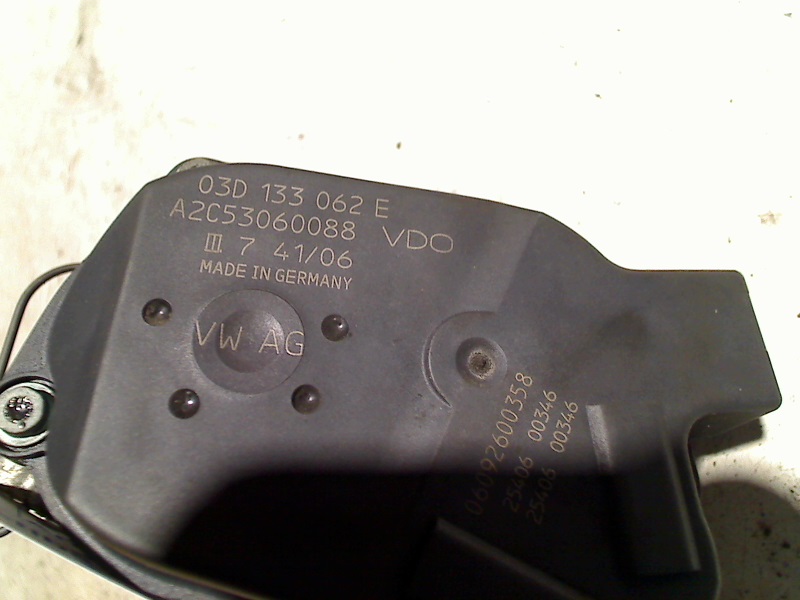 03D 133 062 E
A2C53060088 VDO
III 7 41/06
MADE IN GERMANY
VW AG
06092600358
25406 00346
25406 00346